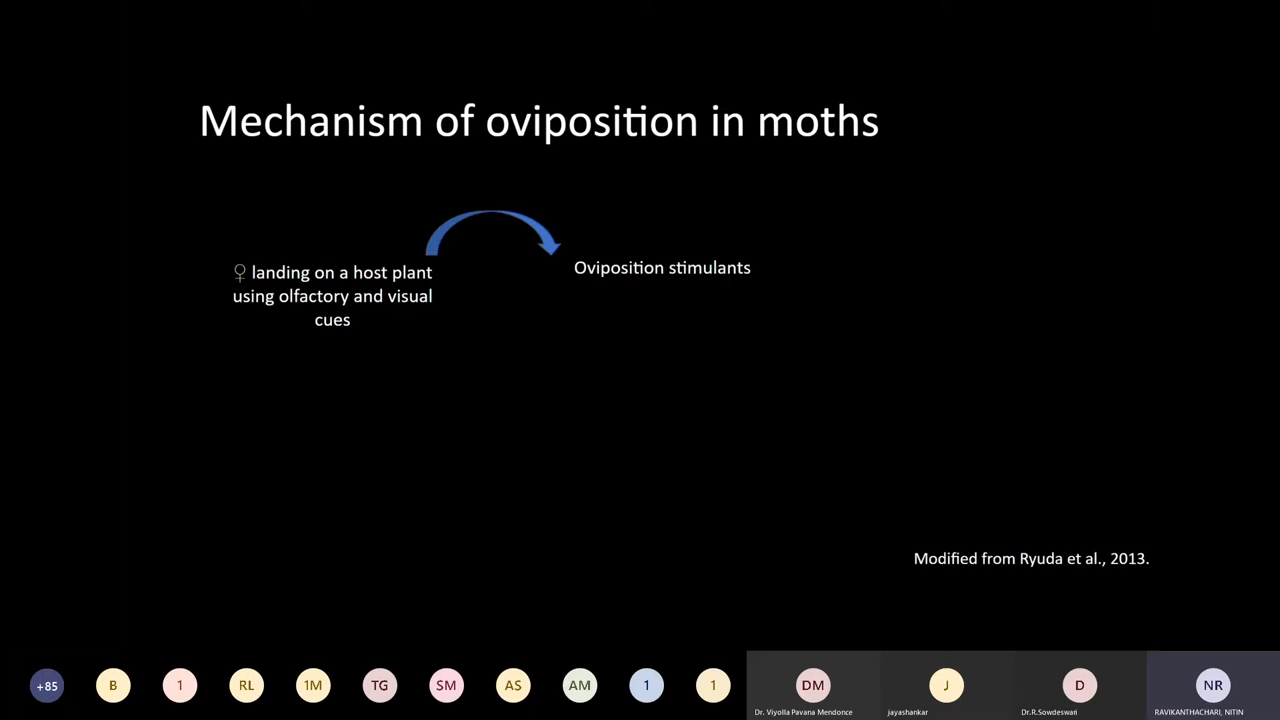 Mechanism of oviposition in moths
♀ landing on a host plant
using olfactory and visual
cues
Oviposition stimulants
Modified from Ryuda et al., 2013.
+85
B
1
RL
1M
TG
SM
AS
AM
1
1
DM
J
D
NR
Dr. Viyolla Pavana Mendonce
jayashankar
Dr.R.Sowdeswari
RAVIKANTHACHARI, NITIN